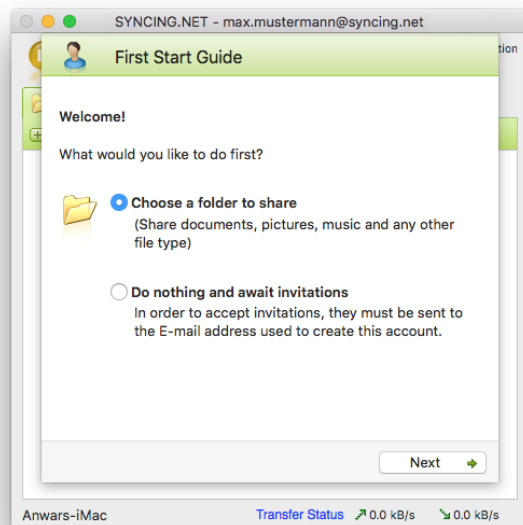 SYNCING.NET - max.mustermann@syncing.net
First Start Guide
Welcome!
What would you like to do first?
Choose a folder to share
(Share documents, pictures, music and any other
file type)
Do nothing and await invitations
In order to accept invitations, they must be sent to
the E-mail address used to create this account.
Next
Anwars-iMac
Transfer Status 0.0 kB/s 0.0 kB/s